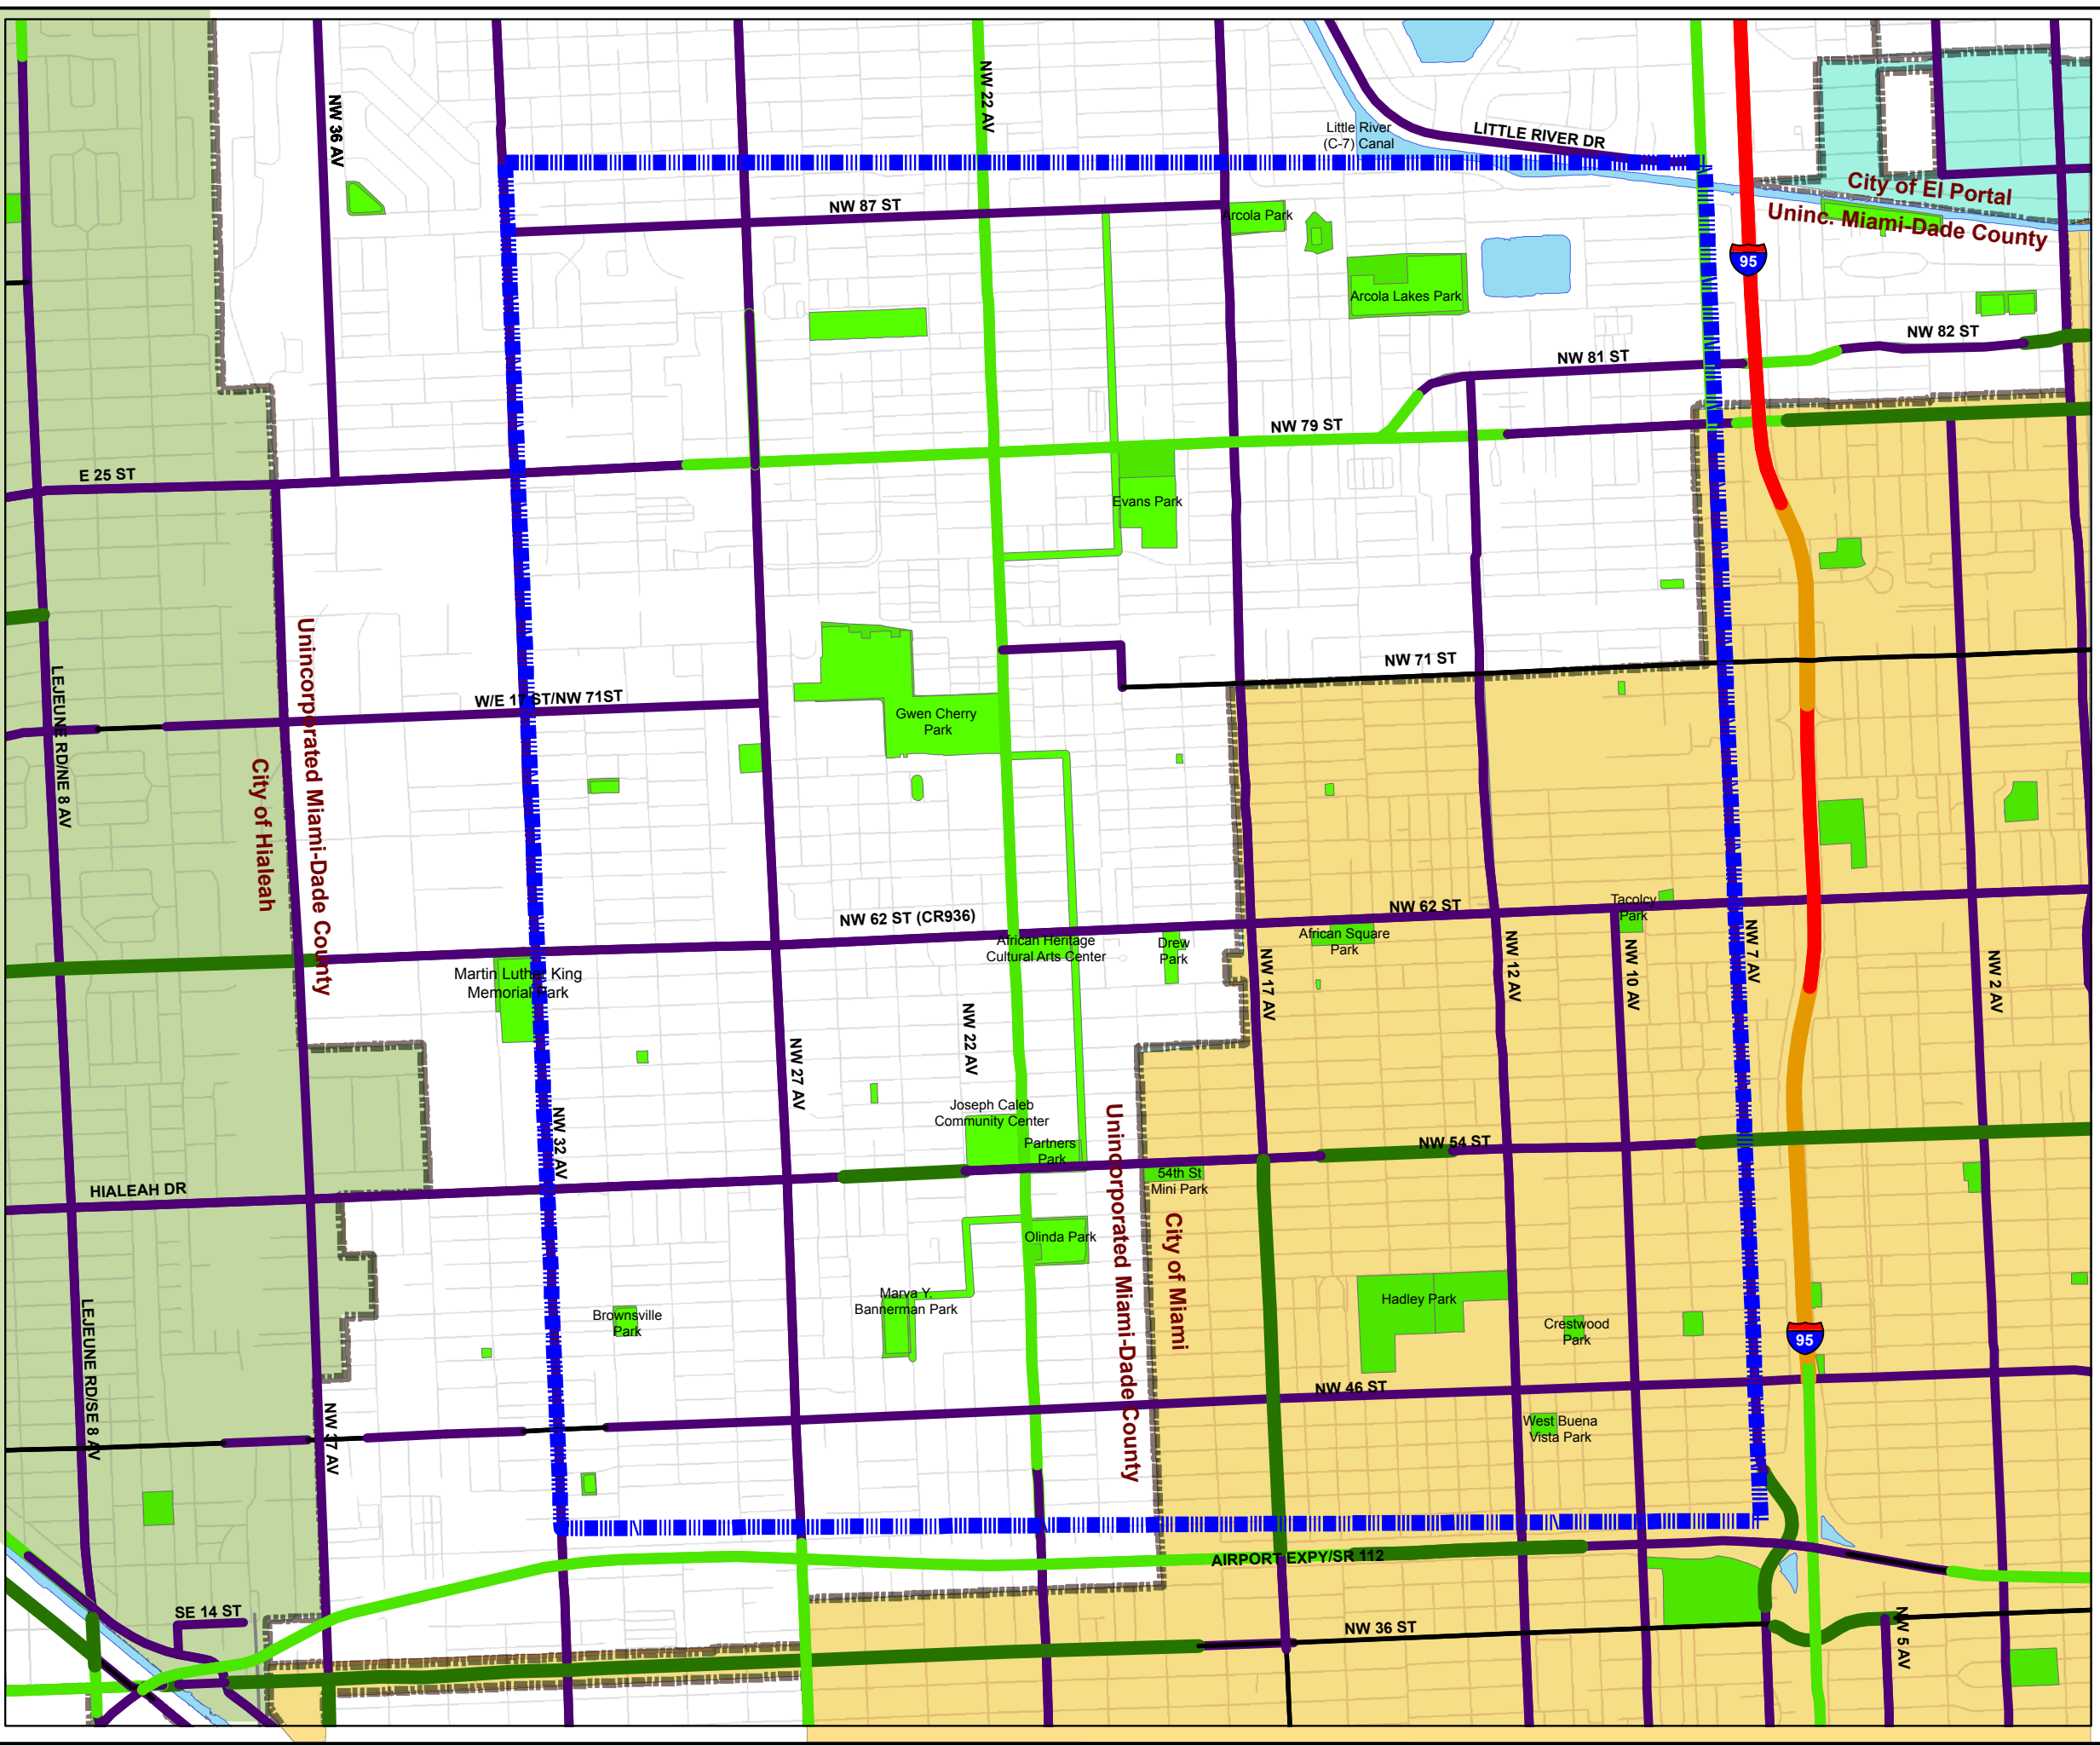 NW 36 AV
NW 22 AV
Little River
(C-7) Canal
LITTLE RIVER DR
City of El Portal
Uninc. Miami-Dade County
NW 87 ST
Arcola Park
95
Arcola Lakes Park
NW 82 ST
NW 81 ST
NW 79 ST
E 25 ST
Evans Park
LEJEUNE RD/NE 8 AV
Unincorporated Miami-Dade County
City of Hialeah
W/E 17 ST/NW 71ST
NW 71 ST
Gwen Cherry
Park
NW 62 ST (CR936)
NW 62 ST
Tacolcy
Park
African Heritage
Cultural Arts Center
Drew
Park
African Square
Park
NW 17 AV
NW 12 AV
NW 10 AV
NW 7 AV
NW 2 AV
Martin Luther King
Memorial Park
NW 22 AV
NW 27 AV
NW 32 AV
Joseph Caleb
Community Center
Partners
Park
Unincorporated Miami-Dade County
City of Miami
NW 54 ST
54th St
Mini Park
HIALEAH DR
Olinda Park
Marva Y.
Bannerman Park
Brownsville
Park
Hadley Park
Crestwood
Park
95
LEJEUNE RD/SE 8 AV
NW 37 AV
NW 46 ST
West Buena
Vista Park
AIRPORT EXPY/SR 112
SE 14 ST
NW 36 ST
NW 5 AV